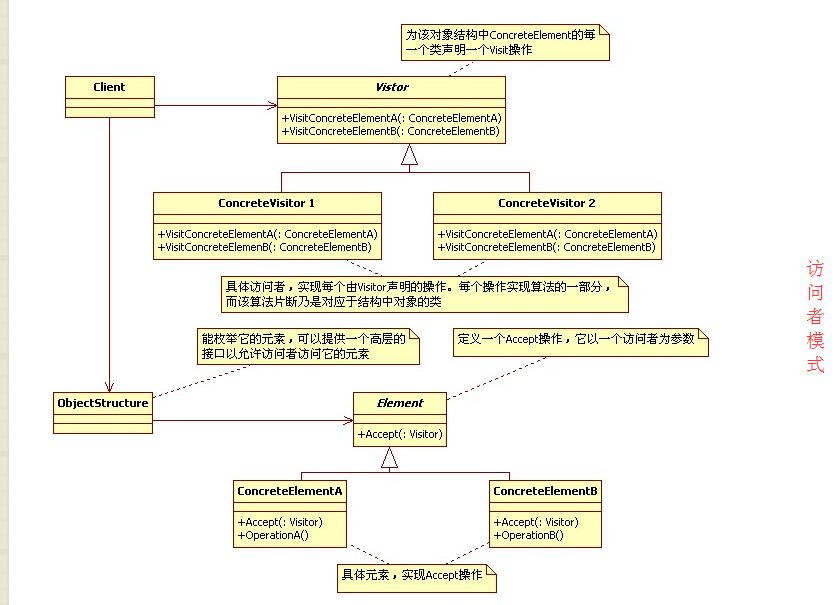 为该对象结构中ConcreteElement的每
一个类声明一个Visit操作
Client
Vistor
+VisitConcreteElementA(: ConcreteElementA)
+VisitConcreteElementB(: ConcreteElementB)
ConcreteVisitor 1
+VisitConcreteElementA(: ConcreteElementA)
+VisitConcreteElemenB(: ConcreteElementB)
ConcreteVisitor 2
+VisitConcreteElementA(: ConcreteElementA)
+VisitConcreteElemenB(: ConcreteElementB)
具体访问者，实现每个由Visitor声明的操作。每个操作实现算法的一部分，
而该算法片断乃是对应于结构中对象的类
能枚举它的元素，可以提供一个高层的
接口以允许访问者访问它的元素
定义一个Accept操作，它以一个访问者为参数
ObjectStructure
Element
+Accept(: Visitor)
ConcreteElementA
+Accept(: Visitor)
+OperationA()
ConcreteElementB
+Accept(: Visitor)
+OperationB()
具体元素，实现Accept操作
访问者模式